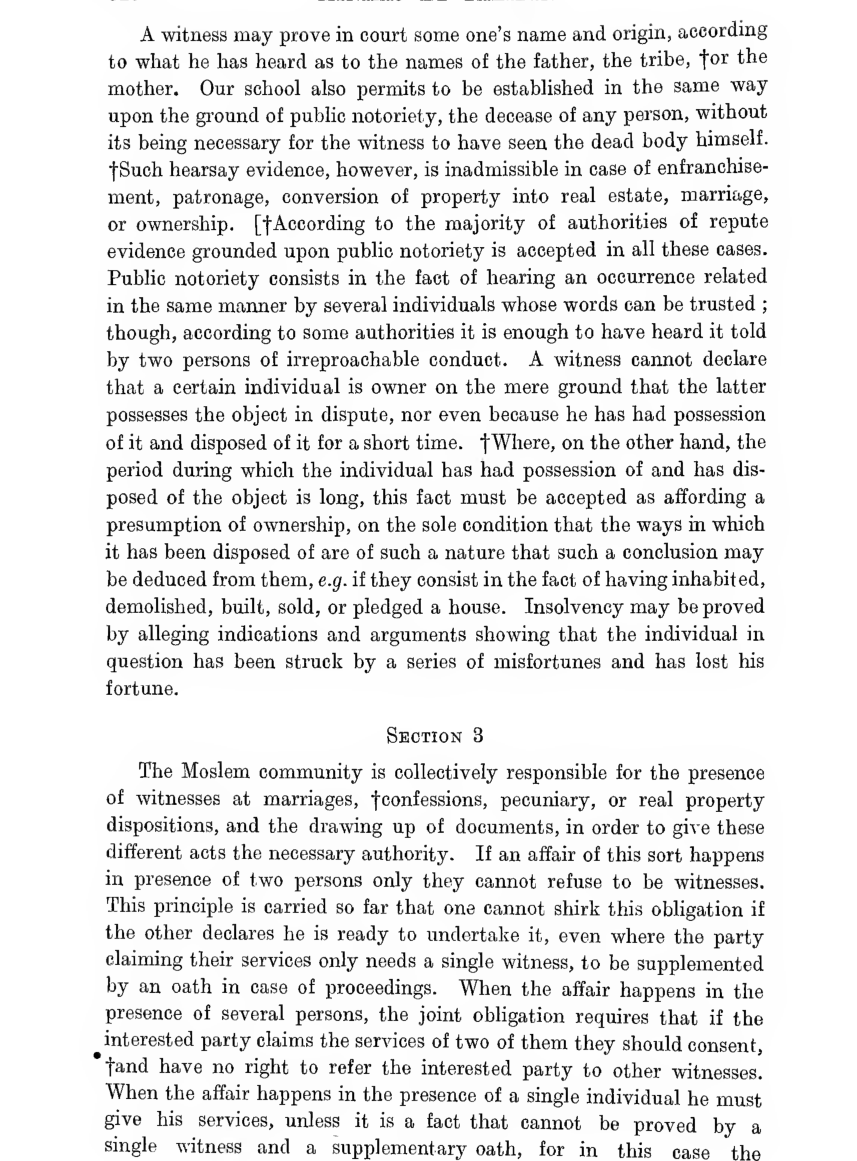 A witness may prove in court some one's name and origin, according
to what he has heard as to the names of the father, the tribe, †or the
mother. Our school also permits to be established in the same way
upon the ground of public notoriety, the decease of any person, without
its being necessary for the witness to have seen the dead body himself.
†Such hearsay evidence, however, is inadmissible in case of enfranchise-
ment, patronage, conversion of property into real estate, marriage,
or ownership. [†According to the majority of authorities of repute
evidence grounded upon public notoriety is accepted in all these cases.
Public notoriety consists in the fact of hearing an occurrence related
in the same manner by several individuals whose words can be trusted ;
though, according to some authorities it is enough to have heard it told
by two persons of irreproachable conduct. A witness cannot declare
that a certain individual is owner on the mere ground that the latter
possesses the object in dispute, nor even because he has had possession
of it and disposed of it for a short time. †Where, on the other hand, the
period during which the individual has had possession of and has dis-
posed of the object is long, this fact must be accepted as affording a
presumption of ownership, on the sole condition that the ways in which
it has been disposed of are of such a nature that such a conclusion may
be deduced from them, e.g. if they consist in the fact of having inhabited,
demolished, built, sold, or pledged a house. Insolvency may be proved
by alleging indications and arguments showing that the individual in
question has been struck by a series of misfortunes and has lost his
fortune.
SECTION 3
The Moslem community is collectively responsible for the presence
of witnesses at marriages, †confessions, pecuniary, or real property
dispositions, and the drawing up of documents, in order to give these
different acts the necessary authority. If an affair of this sort happens
in presence of two persons only they cannot refuse to be witnesses.
This principle is carried so far that one cannot shirk this obligation if
the other declares he is ready to undertake it, even where the party
claiming their services only needs a single witness, to be supplemented
by an oath in case of proceedings. When the affair happens in the
presence of several persons, the joint obligation requires that if the
interested party claims the services of two of them they should consent,
†and have no right to refer the interested party to other witnesses.
When the affair happens in the presence of a single individual he must
give his services, unless it is a fact that cannot be proved by a
single witness and a supplementary oath, for in this case the